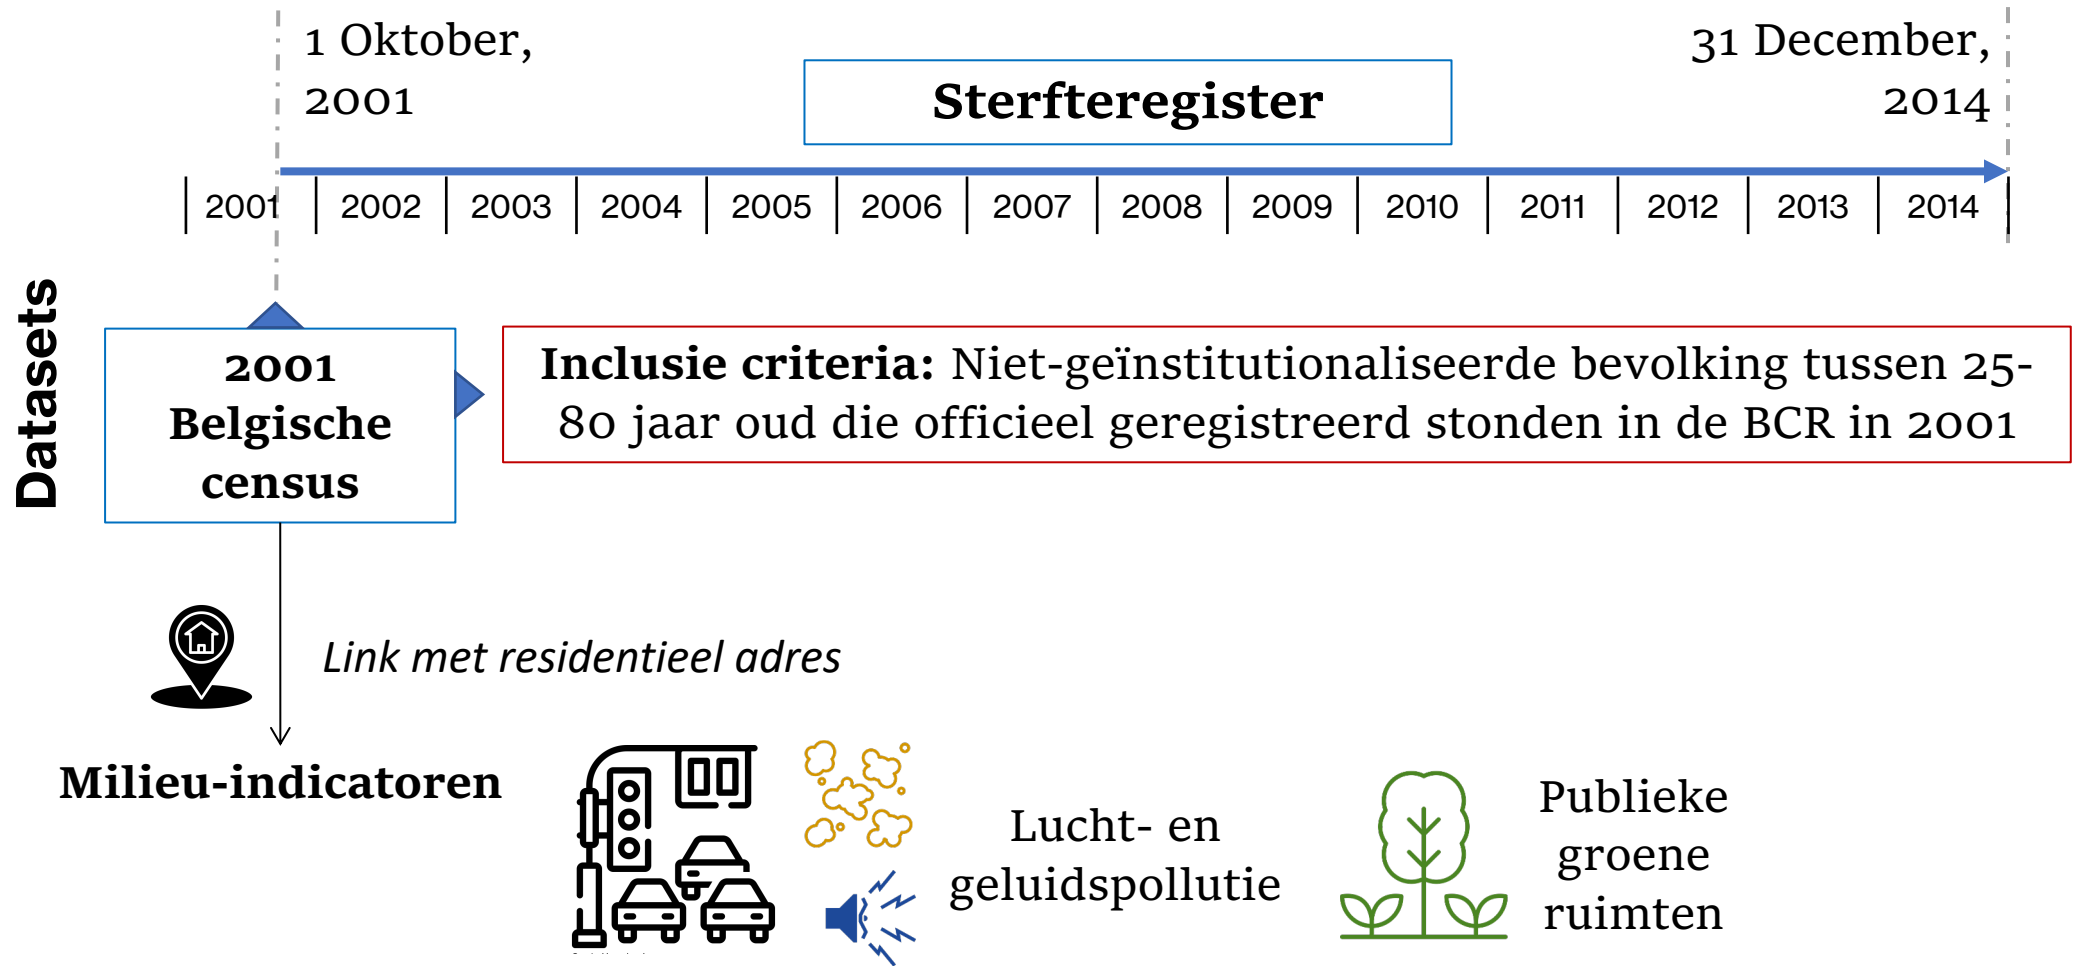 1 Oktober,
2001
31 December,
2014
Sterfteregister
2001 2002 2003 2004 2005 2006 2007 2008 2009 2010 2011 2012 2013 2014
Datasets
2001
Belgische
census
Inclusie criteria: Niet-geïnstitutionaliseerde bevolking tussen 25-
80 jaar oud die officieel geregistreerd stonden in de BCR in 2001
Link met residentieel adres
Milieu-indicatoren
Lucht- en
geluidspollutie
Publieke
groene
ruimten